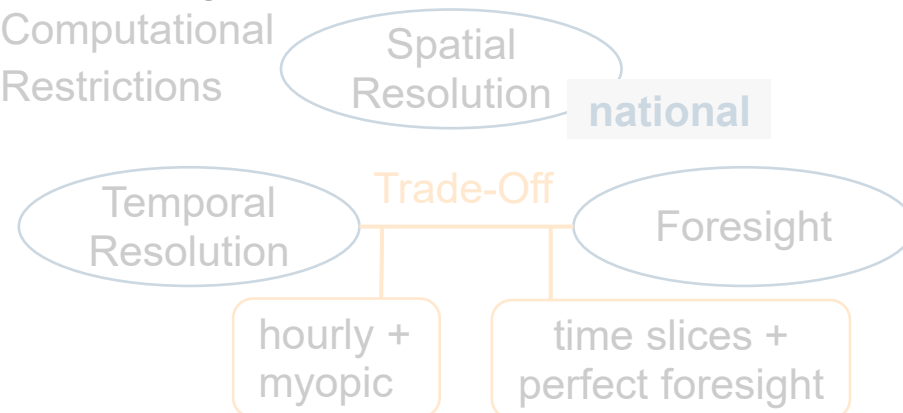 Computational
Restrictions
Spatial
Resolution
national
Trade-Off
Temporal
Resolution
Foresight
hourly +
myopic
time slices +
perfect foresight